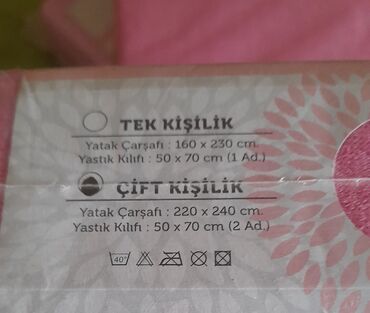 TEK KİŞİLİK
Yatak Çarşafı : 160 x 230 cm.
Yastık Kılıfı : 50 x 70 cm (1 Ad.)
ÇİFT KİŞİLİK
Yatak Çarşafı : 220 x 240 cm.
Yastık Kılıfı : 50 x 70 cm (2 Ad.)
40°